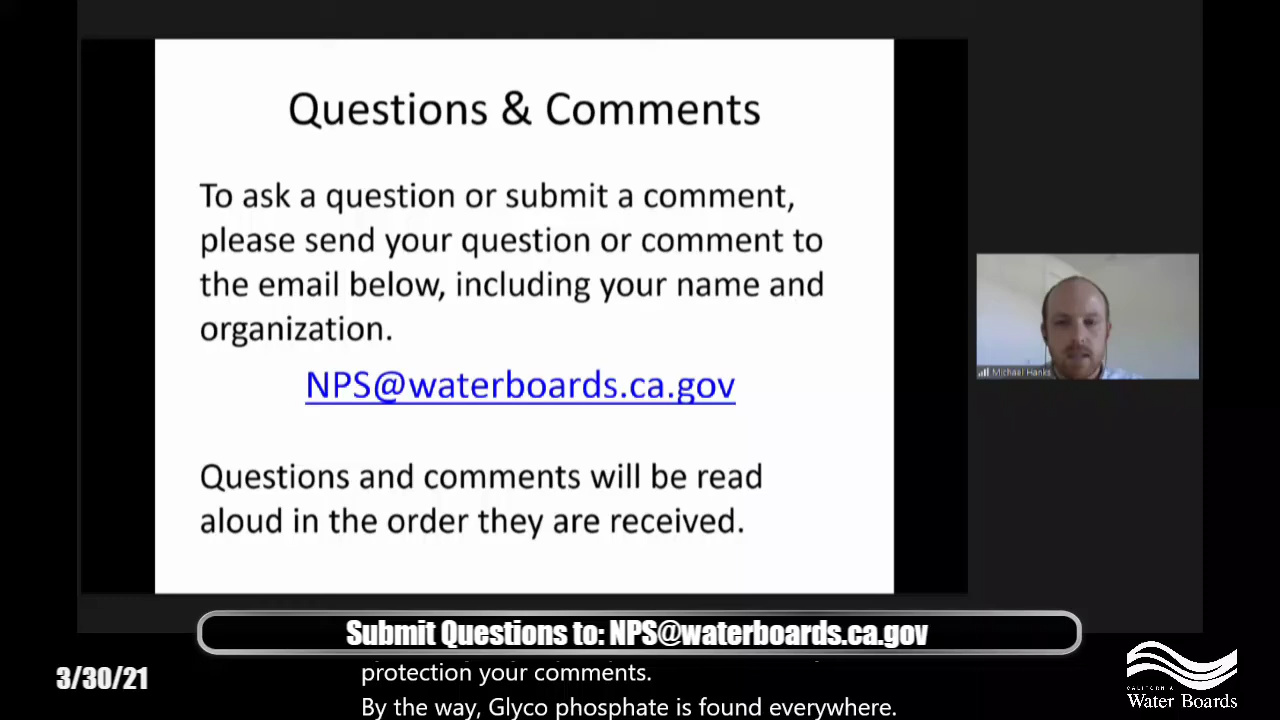 Questions & Comments
To ask a question or submit a comment,
please send your question or comment to
the email below, including your name and
organization.
NPS@waterboards.ca.gov
Questions and comments will be read
aloud in the order they are received.
Michael Hanks
Submit Questions to: NPS@waterboards.ca.gov
protection your comments.
By the way, Glyco phosphate is found everywhere.
3/30/21
CALIFORNIA
Water Boards